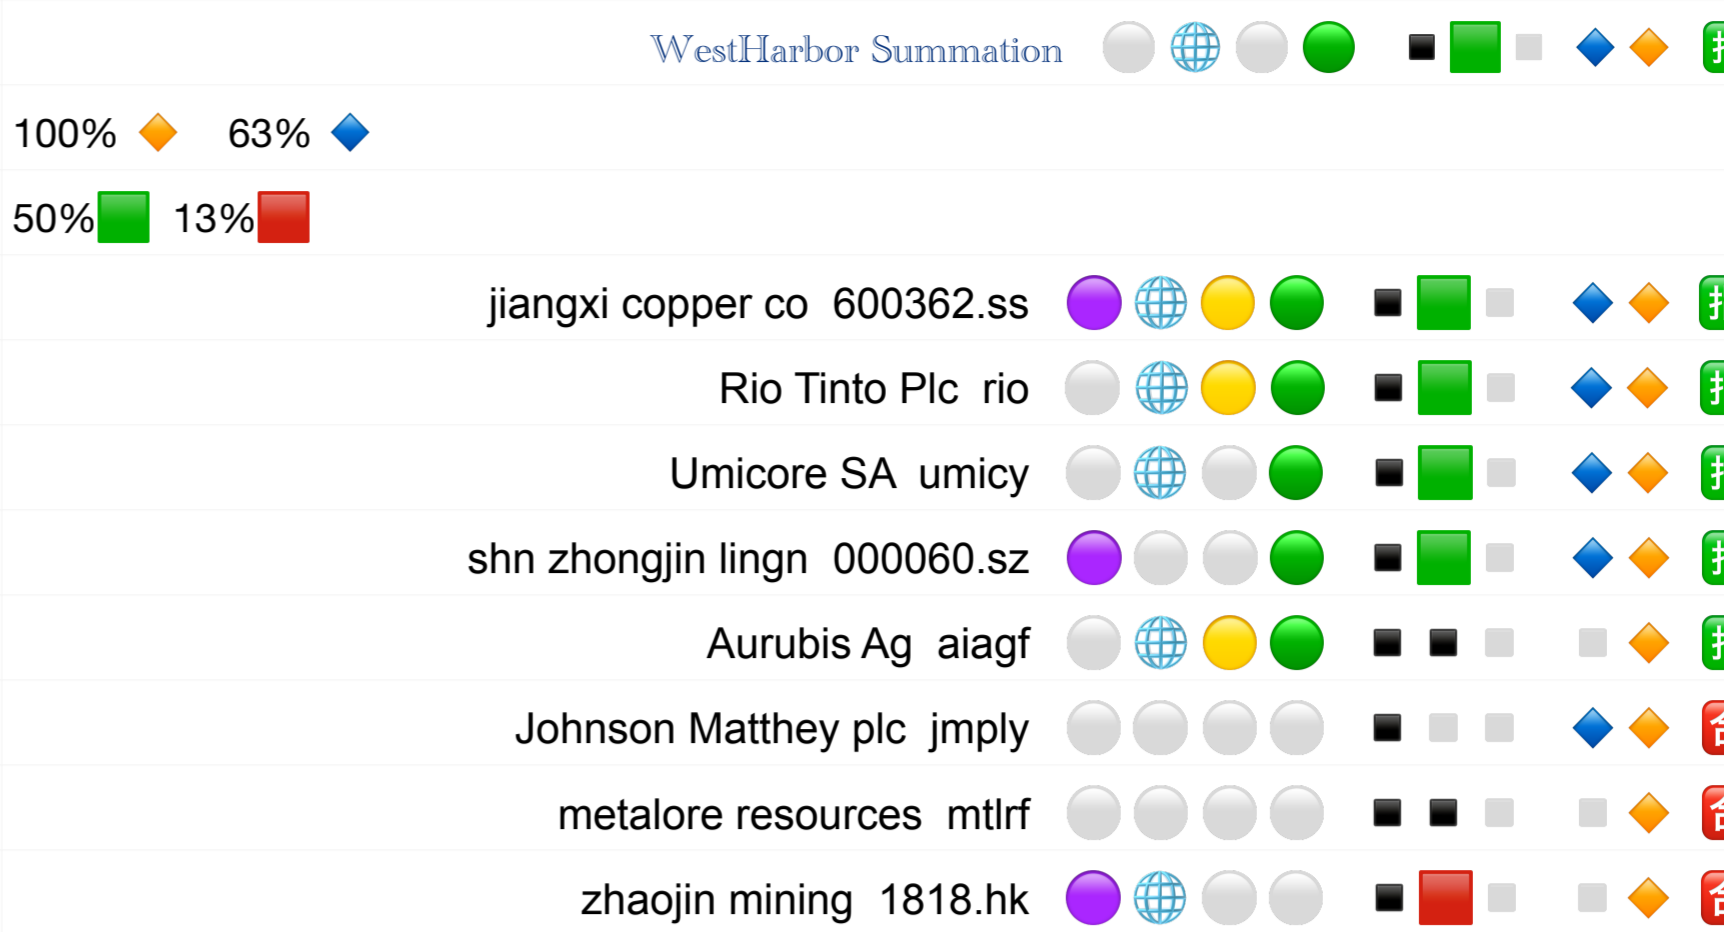 WestHarbor Summation
100% 63%
50% 13%
jiangxi copper co 600362.ss
Rio Tinto Plc rio
Umicore SA umicy
shn zhongjin lingn 000060.sz
Aurubis Ag aiagf
Johnson Matthey plc jmply
metalore resources mtlrf
zhaojin mining 1818.hk